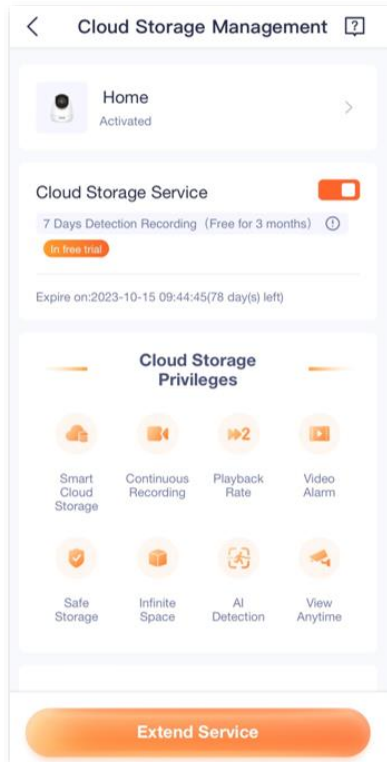 Cloud Storage Management
Home
Activated
Cloud Storage Service
7 Days Detection Recording (Free for 3 months)
In free trial
Expire on:2023-10-15 09:44:45(78 day(s) left)
Cloud Storage
Privileges
Smart
Cloud
Storage
Continuous
Recording
Playback
Rate
Video
Alarm
Safe
Storage
Infinite
Space
AI
Detection
View
Anytime
Extend Service